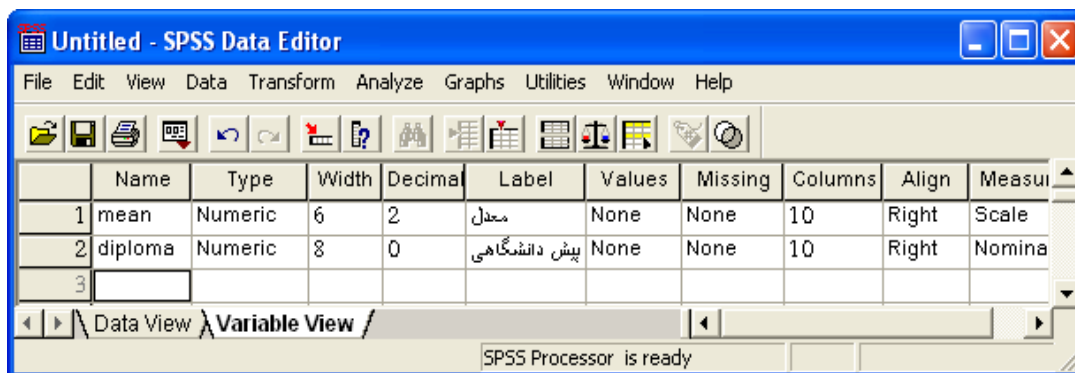 SPSS
Untitled - SPSS Data Editor
File Edit View Data Transform Analyze Graphs Utilities Window Help
Name Type Width Decimal Label Values Missing Columns Align Measu
1 mean Numeric 6 2 معدل None None 10 Right Scale
2 diploma Numeric 8 0 پیش دانشگاهی None None 10 Right Nomina
3
Data View Variable View
SPSS Processor is ready